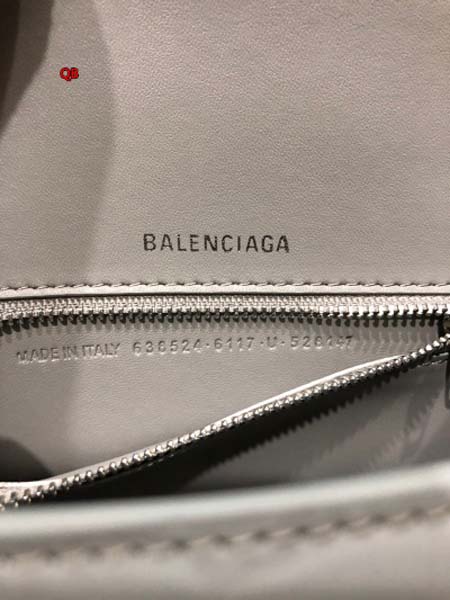 QB
BALENCIAGA
MADE IN ITALY 638524·6117·U·528147